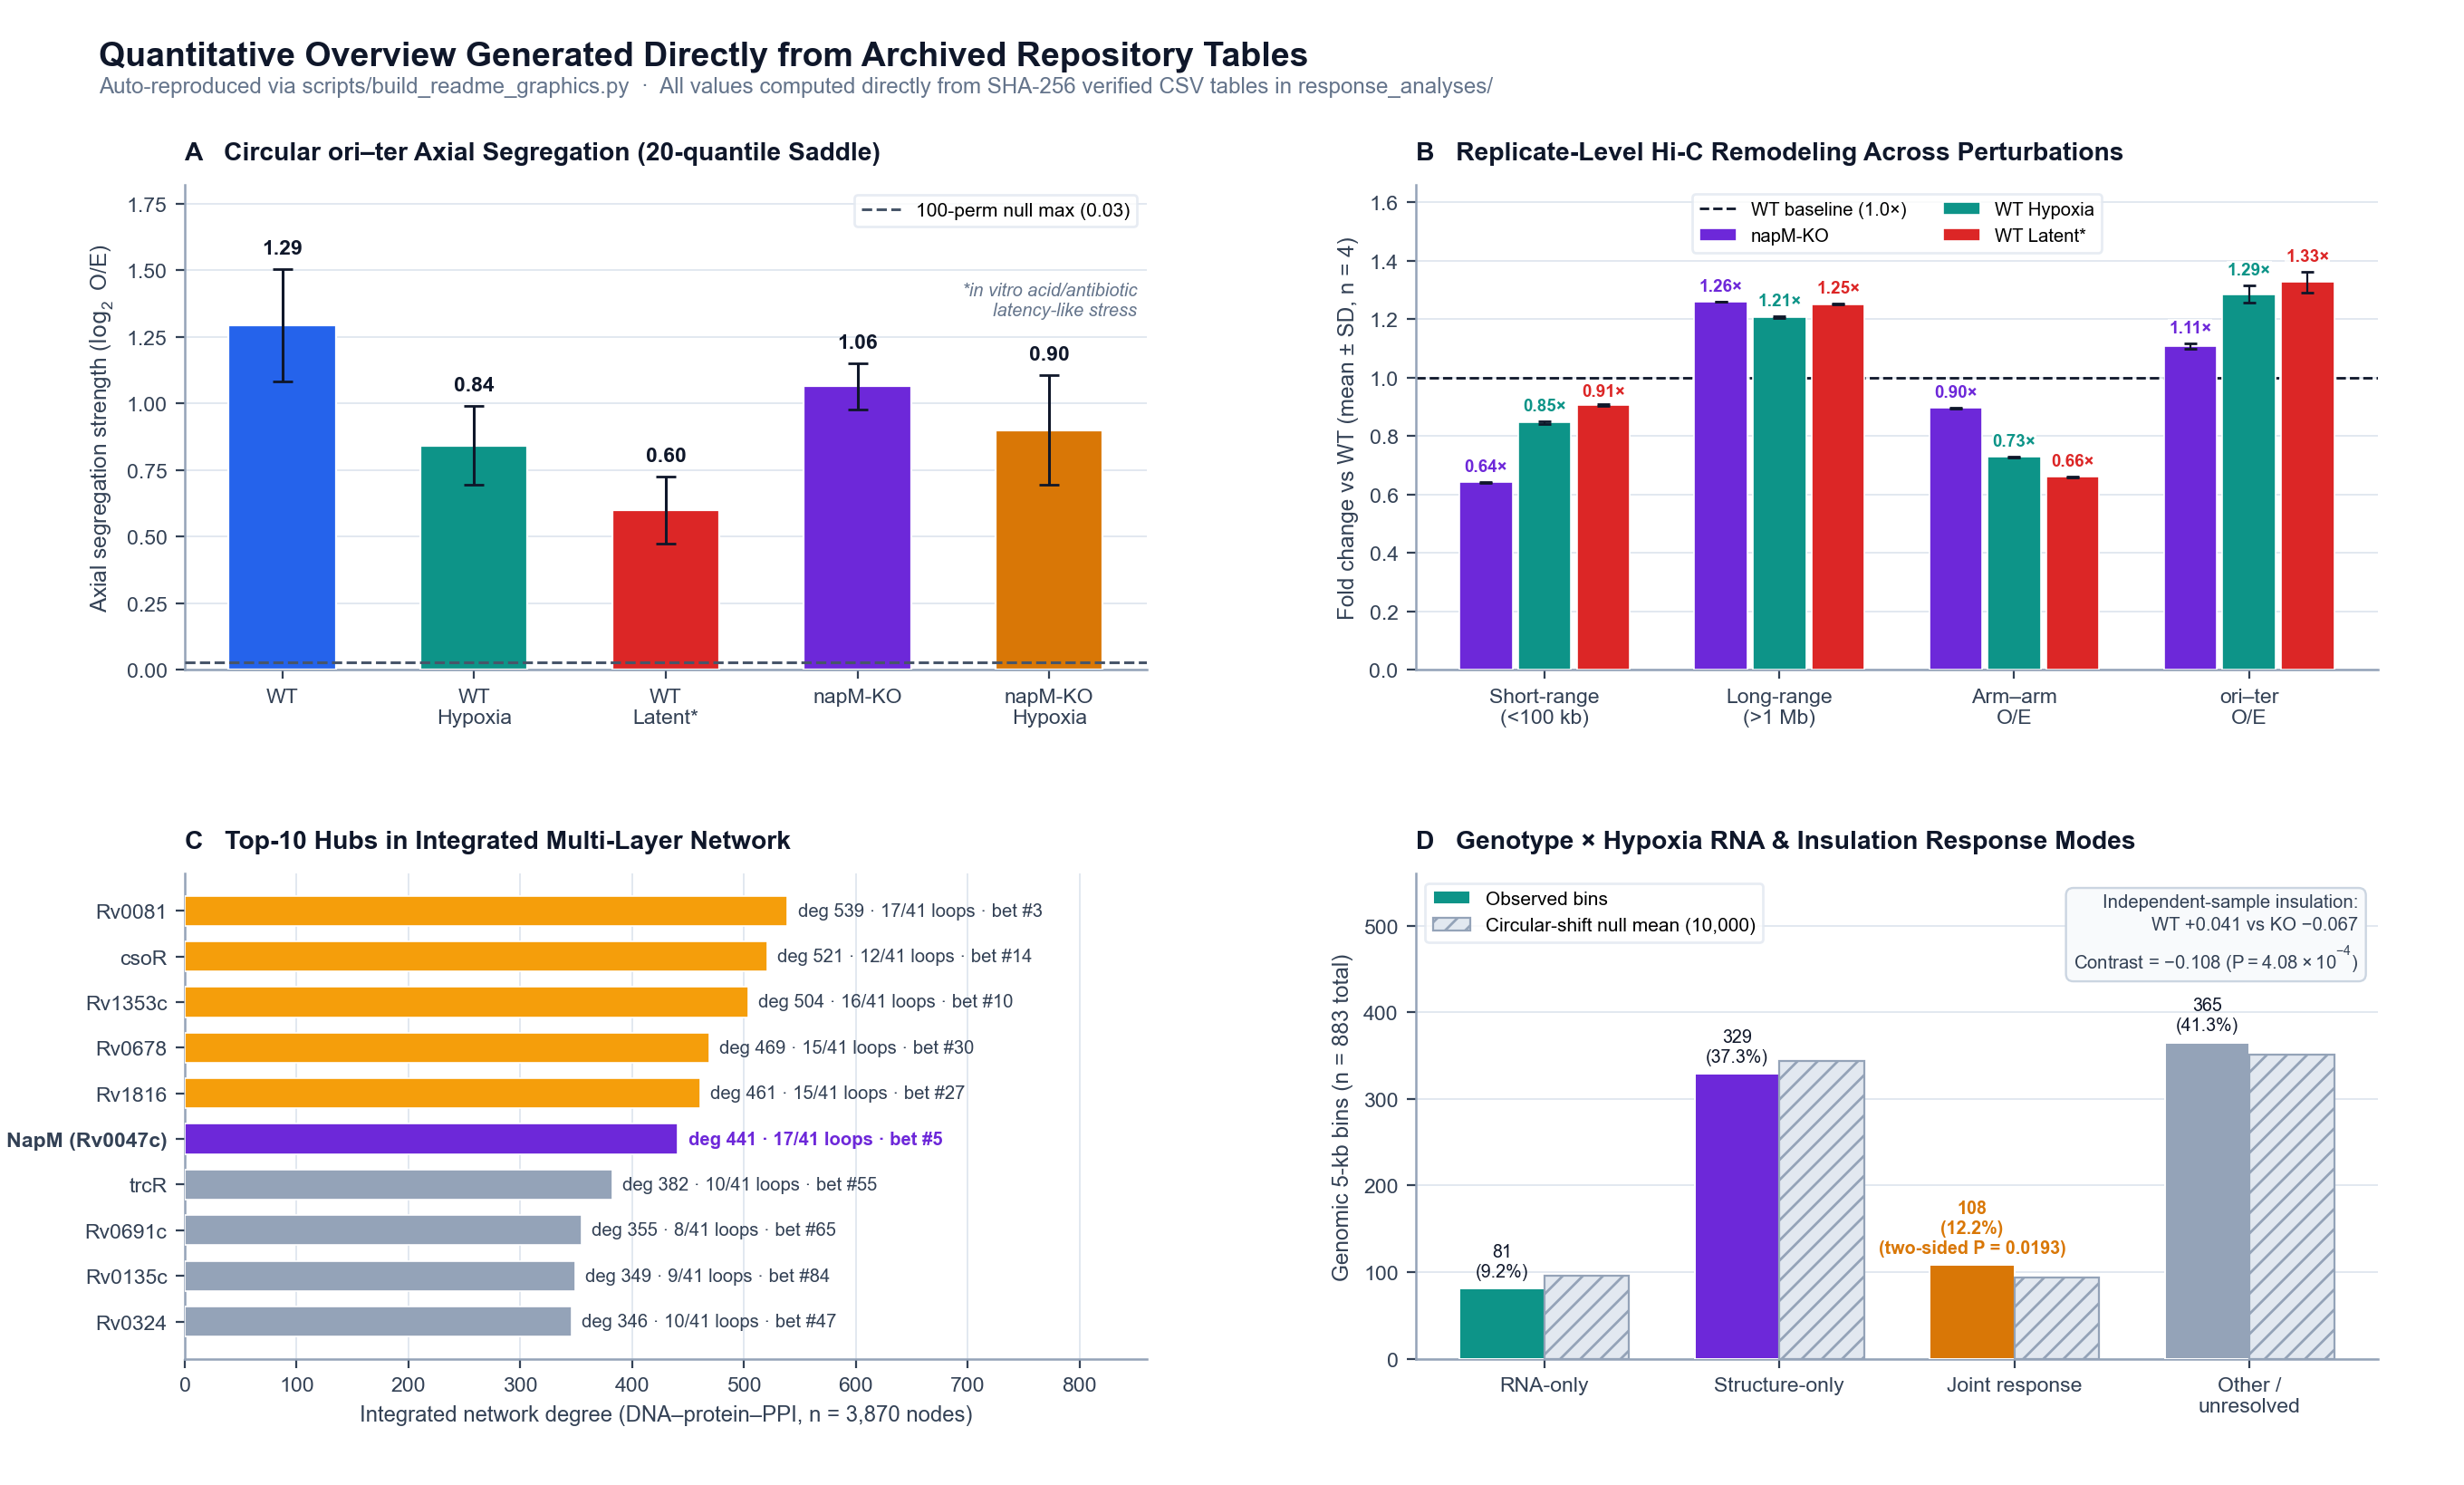 Quantitative Overview Generated Directly from Archived Repository Tables
Auto-reproduced via scripts/build_readme_graphics.py · All values computed directly from SHA-256 verified CSV tables in response_analyses/
A Circular ori–ter Axial Segregation (20-quantile Saddle)
Axial segregation strength (log₂ O/E)
1.75
1.50
1.25
1.00
0.75
0.50
0.25
0.00
100-perm null max (0.03)
*in vitro acid/antibiotic
latency-like stress
1.29
0.84
0.60
1.06
0.90
WT
WT
Hypoxia
WT
Latent*
napM-KO
napM-KO
Hypoxia
B Replicate-Level Hi-C Remodeling Across Perturbations
Fold change vs WT (mean ± SD, n = 4)
1.6
1.4
1.2
1.0
0.8
0.6
0.4
0.2
0.0
WT baseline (1.0×)
napM-KO
WT Hypoxia
WT Latent*
0.64×
0.85×
0.91×
1.26×
1.21×
1.25×
0.90×
0.73×
0.66×
1.11×
1.29×
1.33×
Short-range
(<100 kb)
Long-range
(>1 Mb)
Arm–arm
O/E
ori–ter
O/E
C Top-10 Hubs in Integrated Multi-Layer Network
Rv0081 deg 539 · 17/41 loops · bet #3
csoR deg 521 · 12/41 loops · bet #14
Rv1353c deg 504 · 16/41 loops · bet #10
Rv0678 deg 469 · 15/41 loops · bet #30
Rv1816 deg 461 · 15/41 loops · bet #27
NapM (Rv0047c) deg 441 · 17/41 loops · bet #5
trcR deg 382 · 10/41 loops · bet #55
Rv0691c deg 355 · 8/41 loops · bet #65
Rv0135c deg 349 · 9/41 loops · bet #84
Rv0324 deg 346 · 10/41 loops · bet #47
0 100 200 300 400 500 600 700 800
Integrated network degree (DNA–protein–PPI, n = 3,870 nodes)
D Genotype × Hypoxia RNA & Insulation Response Modes
Genomic 5-kb bins (n = 883 total)
500
400
300
200
100
0
Observed bins
Circular-shift null mean (10,000)
Independent-sample insulation:
WT +0.041 vs KO −0.067
Contrast = −0.108 (P = 4.08 × 10⁻⁴)
81
(9.2%)
329
(37.3%)
108
(12.2%)
(two-sided P = 0.0193)
365
(41.3%)
RNA-only
Structure-only
Joint response
Other /
unresolved